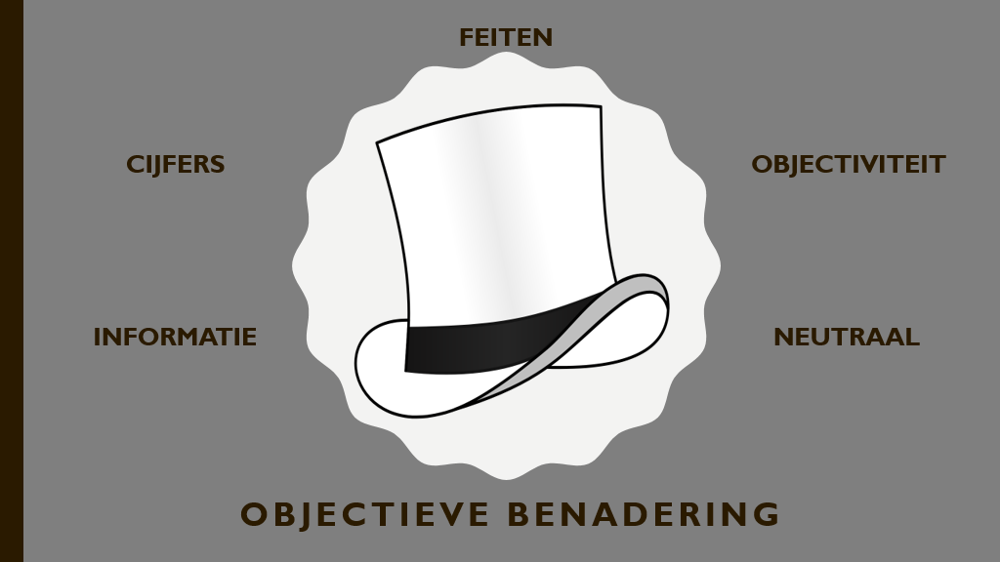 FEITEN
CIJFERS
OBJECTIVITEIT
INFORMATIE
NEUTRAAL
OBJECTIEVE BENADERING